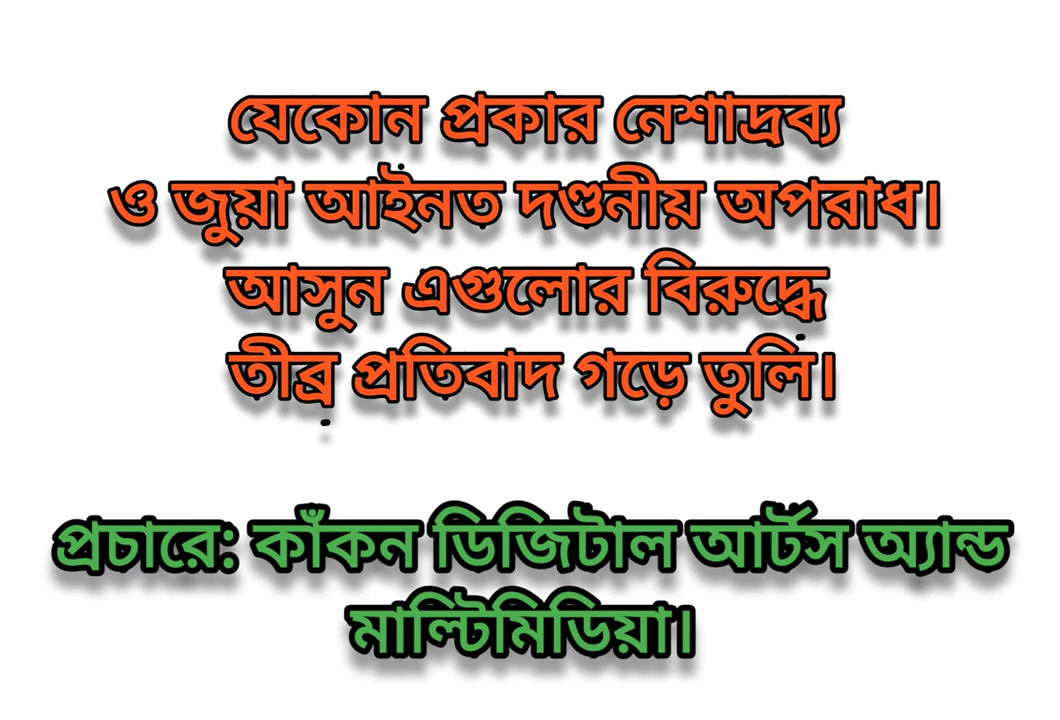 যেকোন প্রকার নেশাদ্রব্য
ও জুয়া আইনত দণ্ডনীয় অপরাধ।
আসুন এগুলোর বিরুদ্ধে
তীব্র প্রতিবাদ গড়ে তুলি।
প্রচারে: কাঁকন ডিজিটাল আর্টস অ্যান্ড
মাল্টিমিডিয়া।